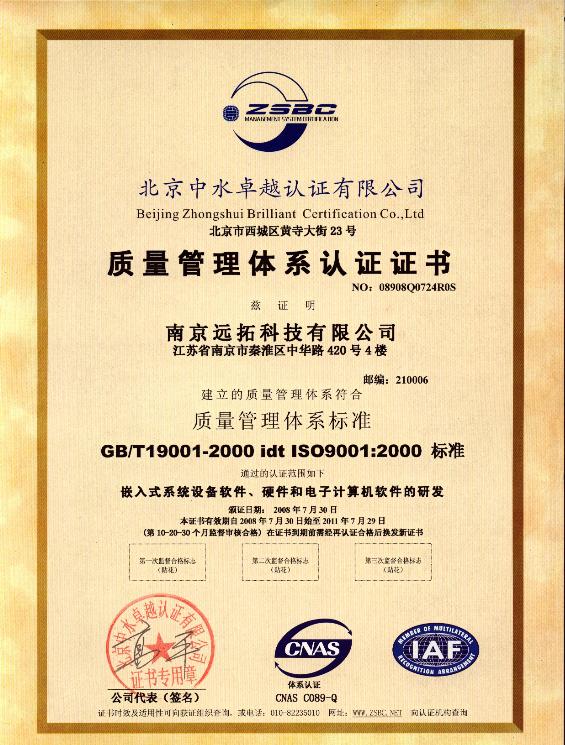 ZSBC
MANAGEMENT SYSTEM CERTIFICATION
北京中水卓越认证有限公司
Beijing Zhongshui Brilliant Certification Co.,Ltd
北京市西城区黄寺大街 23 号
质量管理体系认证证书
NO: 08908Q0724R0S
兹 证 明
南京远拓科技有限公司
江苏省南京市秦淮区中华路 420 号 4 楼
邮编: 210006
建立的质量管理体系符合
质量管理体系标准
GB/T19001-2000 idt ISO9001:2000 标准
通过的认证范围如下
嵌入式系统设备软件、硬件和电子计算机软件的研发
颁证日期: 2008 年 7 月 30 日
本证书有效期自 2008 年 7 月 30 日始至 2011 年 7 月 29 日
(第 10-20-30 个月监督审核合格) 在证书到期前需经再认证合格后换发新证书
第一次监督合格标志 第二次监督合格标志 第三次监督合格标志
(贴花) (贴花) (贴花)
北京中水卓越认证有限公司
证书专用章
CNAS
MEMBER OF MULTILATERAL
IAF
RECOGNITION ARRANGEMENT
体系认证
公司代表 (签名)
CNAS C089-Q
证书时效及适用性可向获证组织查询, 或电话: 010-82235010 网址: WWW.ZSBC.NET 向认证机构查询